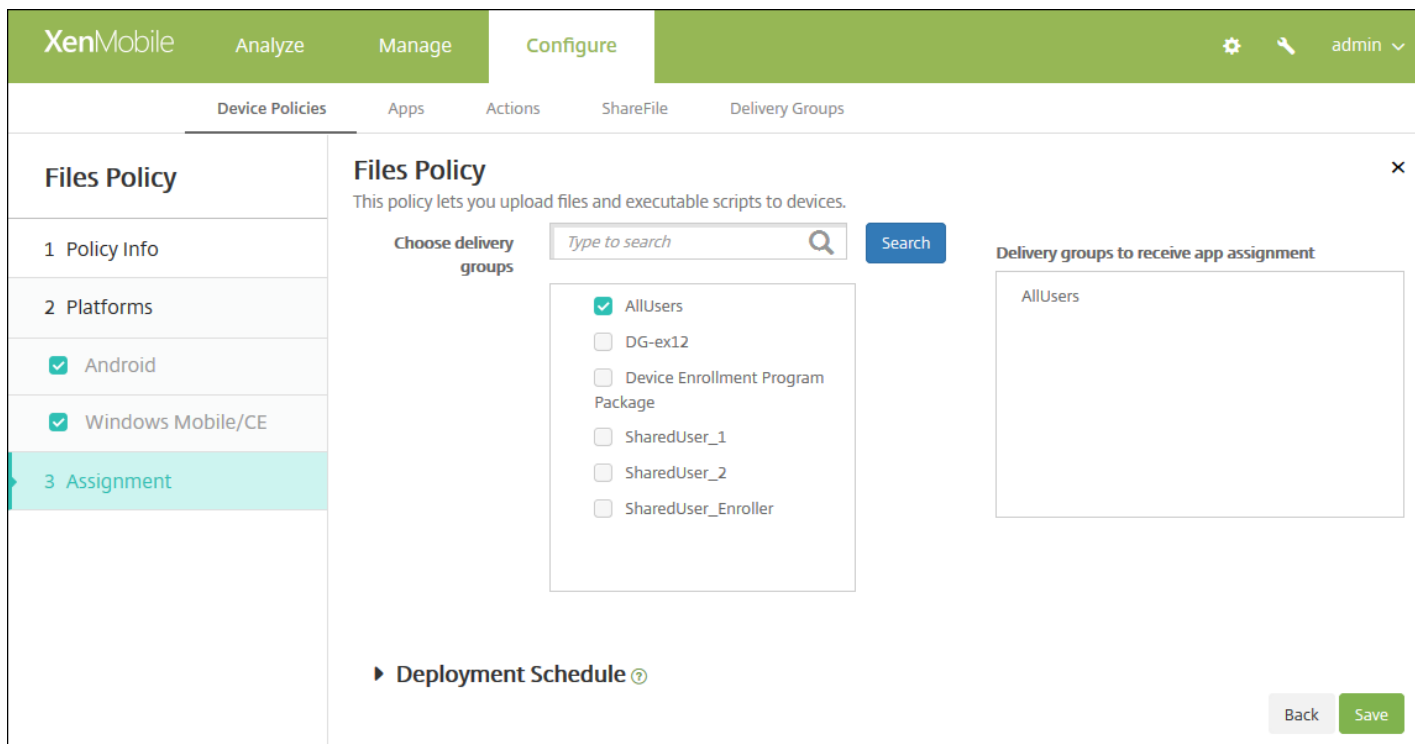 XenMobile Analyze Manage Configure admin
Device Policies Apps Actions ShareFile Delivery Groups
Files Policy
1 Policy Info
2 Platforms
Android
Windows Mobile/CE
3 Assignment
Files Policy
This policy lets you upload files and executable scripts to devices.
Choose delivery
groups
Type to search
Search
AllUsers
DG-ex12
Device Enrollment Program
Package
SharedUser_1
SharedUser_2
SharedUser_Enroller
Delivery groups to receive app assignment
AllUsers
Deployment Schedule ?
Back Save